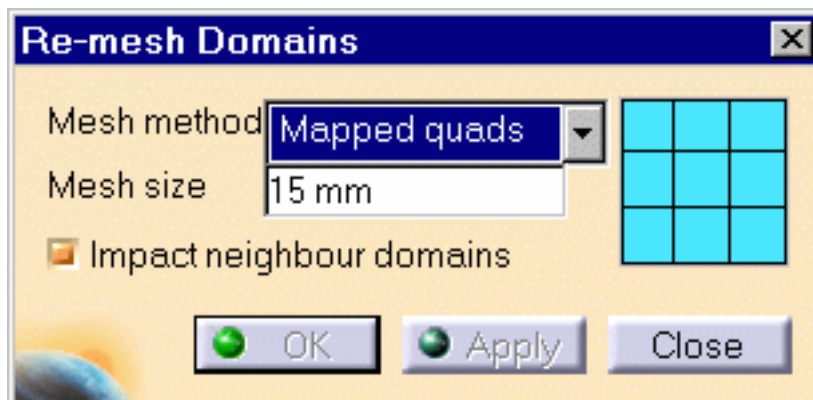 Re-mesh Domains
Mesh method Mapped quads
Mesh size 15 mm
Impact neighbour domains
OK Apply Close